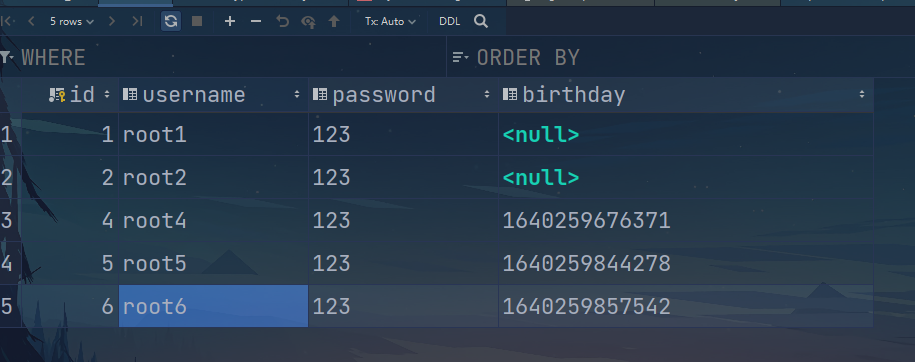 5 rows Tx: Auto DDL
WHERE ORDER BY
id username password birthday
1 1 root1 123 <null>
2 2 root2 123 <null>
3 4 root4 123 1640259676371
4 5 root5 123 1640259844278
5 6 root6 123 1640259857542